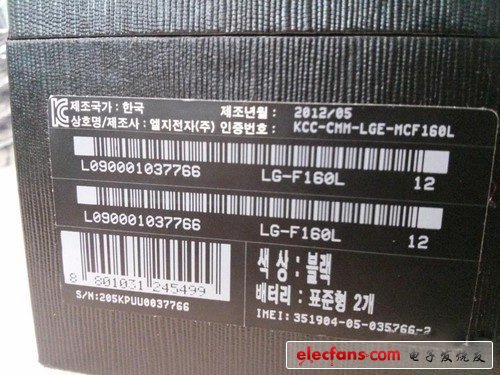 제조국가 : 한국 제조년월 : 2012/05
상호명/제조사 : 엘지전자(주) 인증번호 : KCC-CMM-LGE-MCF160L
L090001037766 LG-F160L 12
L090001037766 LG-F160L 12
8 801031 245499
S/N:205KPUU0037766
색 상 : 블랙
배터리 : 표준형 2개
IMEI: 351904-05-035766-2
elecfans.com 电子发烧友